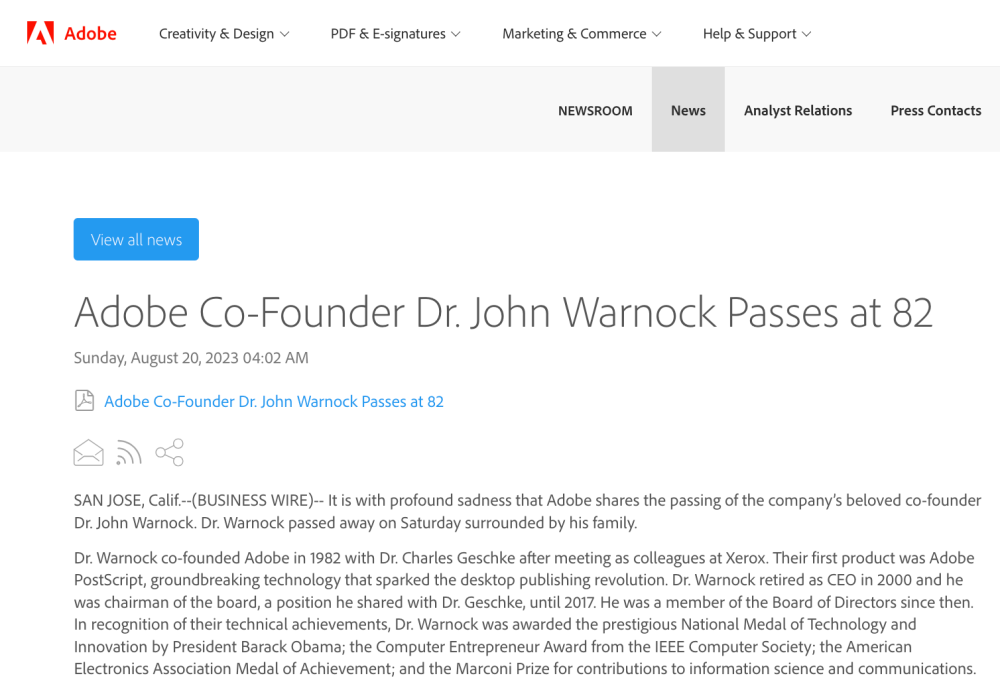 Adobe Creativity & Design PDF & E-signatures Marketing & Commerce Help & Support
NEWSROOM News Analyst Relations Press Contacts
View all news
Adobe Co-Founder Dr. John Warnock Passes at 82
Sunday, August 20, 2023 04:02 AM
Adobe Co-Founder Dr. John Warnock Passes at 82
SAN JOSE, Calif.--(BUSINESS WIRE)-- It is with profound sadness that Adobe shares the passing of the company’s beloved co-founder
Dr. John Warnock. Dr. Warnock passed away on Saturday surrounded by his family.
Dr. Warnock co-founded Adobe in 1982 with Dr. Charles Geschke after meeting as colleagues at Xerox. Their first product was Adobe
PostScript, groundbreaking technology that sparked the desktop publishing revolution. Dr. Warnock retired as CEO in 2000 and he
was chairman of the board, a position he shared with Dr. Geschke, until 2017. He was a member of the Board of Directors since then.
In recognition of their technical achievements, Dr. Warnock was awarded the prestigious National Medal of Technology and
Innovation by President Barack Obama; the Computer Entrepreneur Award from the IEEE Computer Society; the American
Electronics Association Medal of Achievement; and the Marconi Prize for contributions to information science and communications.